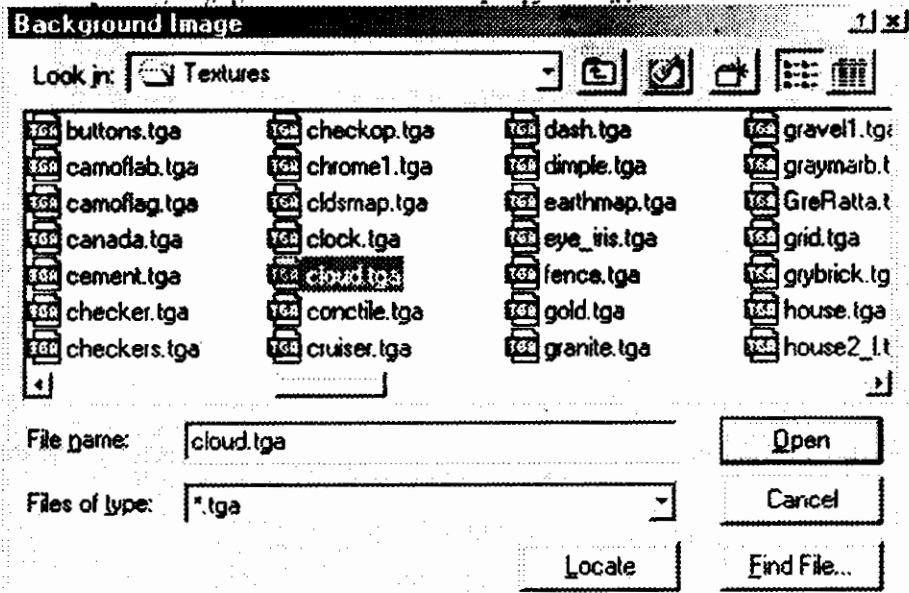 Background Image
Look in: Textures
buttons.tga checkop.tga dash.tga gravel1.tga
camoflab.tga chrome1.tga dimple.tga graymarb.t
camoflag.tga cldsmap.tga earthmap.tga GreRatta.t
canada.tga clock.tga eye_iris.tga grid.tga
cement.tga cloud.tga fence.tga grybrick.tg
checker.tga conctile.tga gold.tga house.tga
checkers.tga cruiser.tga granite.tga house2_l.t
File name: cloud.tga Open
Files of type: *.tga Cancel
Locate Find File...